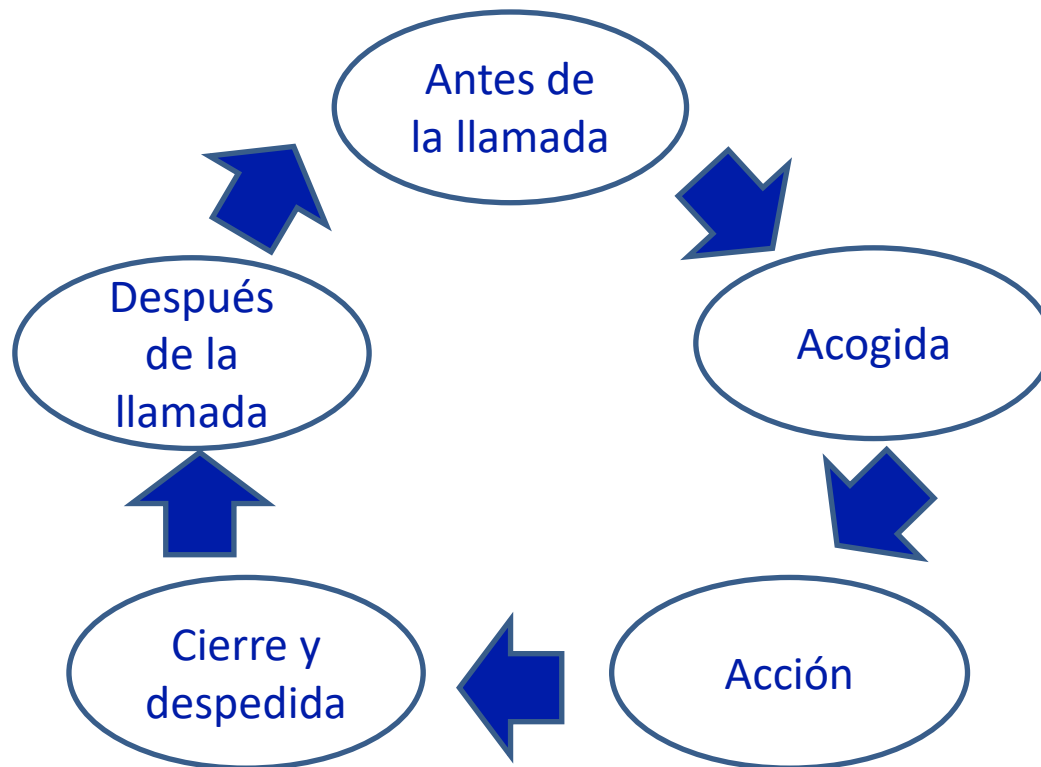 Antes de
la llamada
Acogida
Acción
Cierre y
despedida
Después
de la
llamada